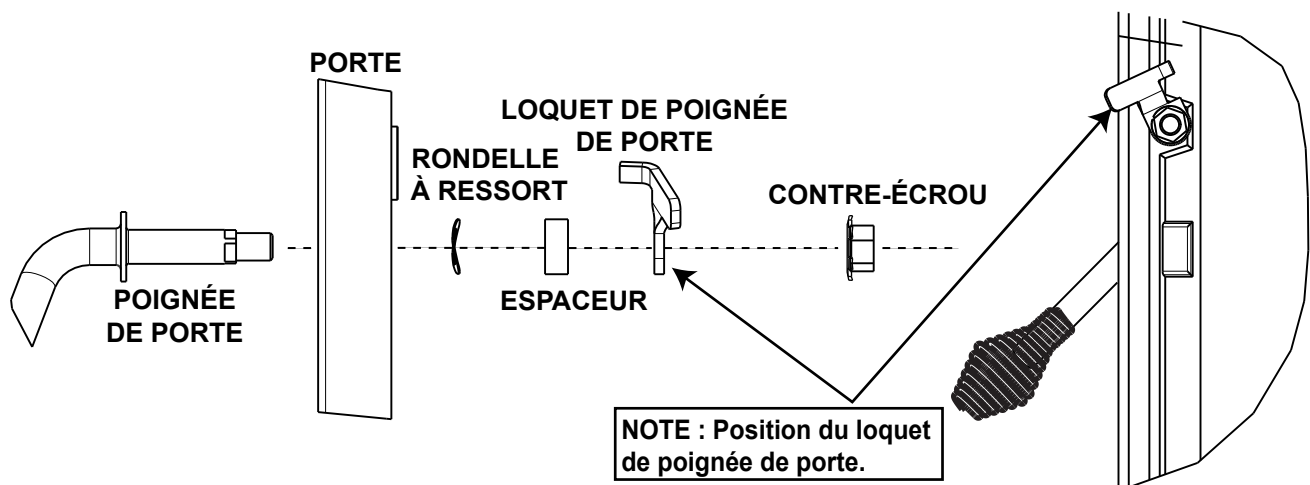 PORTE
LOQUET DE POIGNÉE
DE PORTE
RONDELLE
À RESSORT
CONTRE-ÉCROU
POIGNÉE
DE PORTE
ESPACEUR
NOTE : Position du loquet
de poignée de porte.